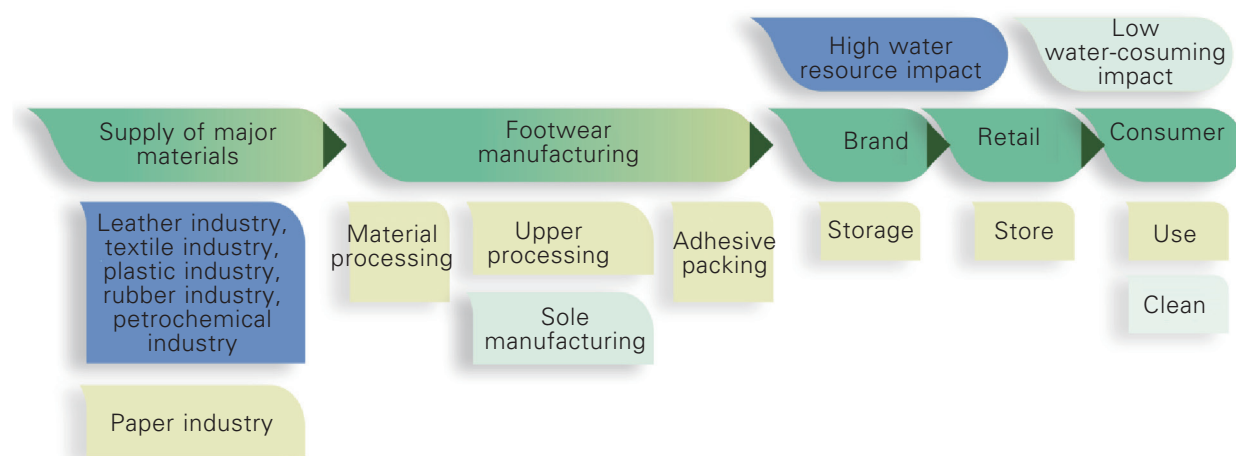 High water
resource impact
Low
water-cosuming
impact
Supply of major
materials
Footwear
manufacturing
Brand
Retail
Consumer
Leather industry,
textile industry,
plastic industry,
rubber industry,
petrochemical
industry
Paper industry
Material
processing
Upper
processing
Sole
manufacturing
Adhesive
packing
Storage
Store
Use
Clean